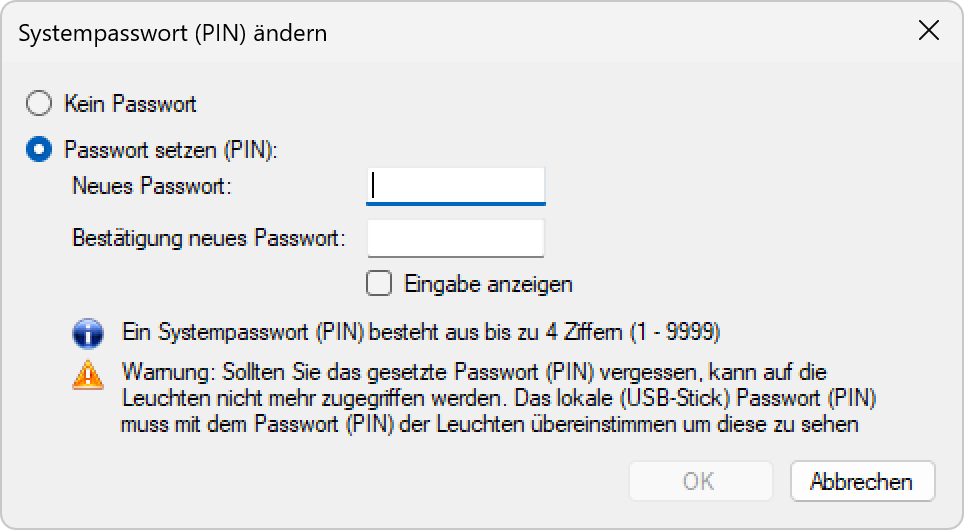 Systempasswort (PIN) ändern
Kein Passwort
Passwort setzen (PIN):
Neues Passwort:
Bestätigung neues Passwort:
Eingabe anzeigen
Ein Systempasswort (PIN) besteht aus bis zu 4 Ziffern (1 - 9999)
Warnung: Sollten Sie das gesetzte Passwort (PIN) vergessen, kann auf die
Leuchten nicht mehr zugegriffen werden. Das lokale (USB-Stick) Passwort (PIN)
muss mit dem Passwort (PIN) der Leuchten übereinstimmen um diese zu sehen
OK
Abbrechen